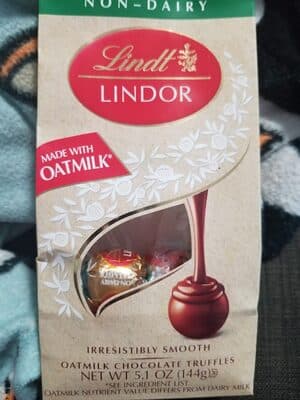 NON-DAIRY
Lindt
LINDOR
MADE WITH
OATMILK*
IRRESISTIBLY SMOOTH
OATMILK CHOCOLATE TRUFFLES
NET WT 5.1 OZ (144g)
*SEE INGREDIENT LIST
OATMILK NUTRIENT VALUE DIFFERS FROM DAIRY MILK